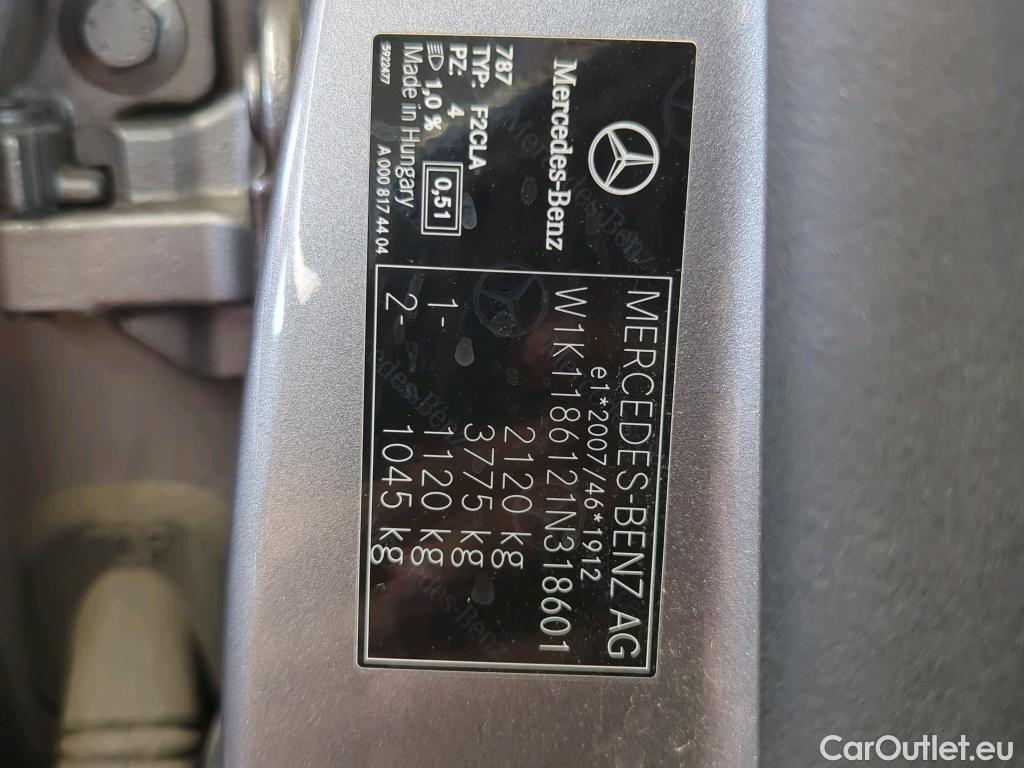 Mercedes-Benz
787
TYP: F2CLA
PZ: 4
1,0 % 0,51
Made in Hungary
5922677 A 000 817 44 04
MERCEDES-BENZ AG
e1*2007/46*1912
W1K1186121N318601
2120 kg
3775 kg
1- 1120 kg
2- 1045 kg
CarOutlet.eu